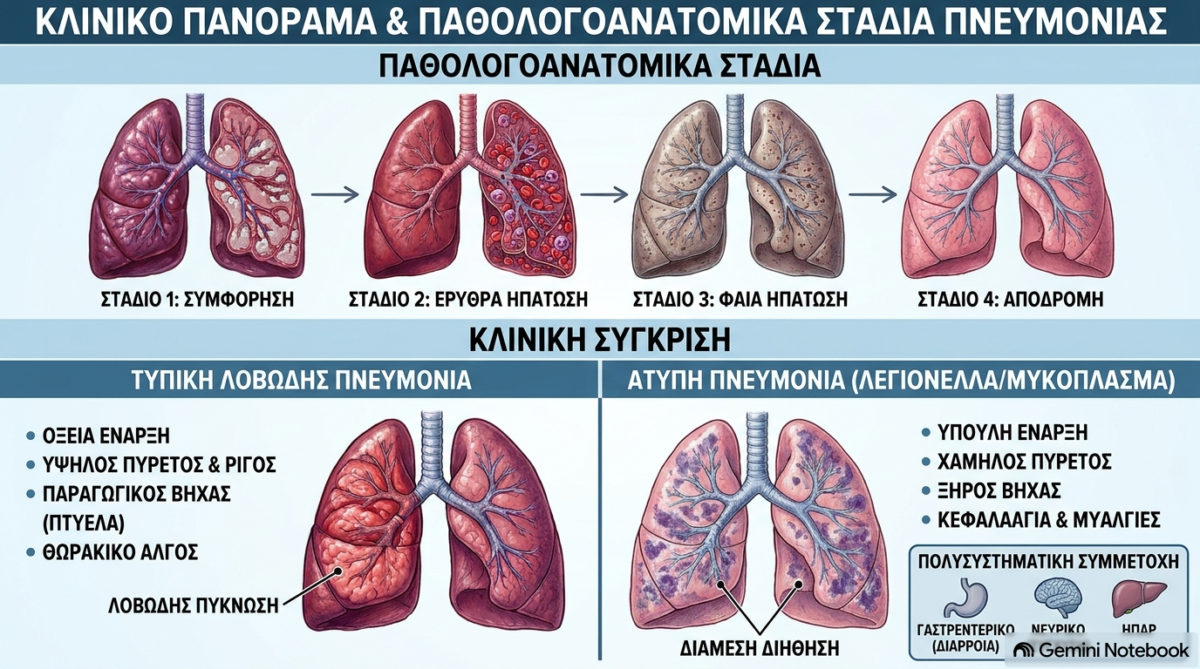 ΚΛΙΝΙΚΟ ΠΑΝΟΡΑΜΑ & ΠΑΘΟΛΟΓΟΑΝΑΤΟΜΙΚΑ ΣΤΑΔΙΑ ΠΝΕΥΜΟΝΙΑΣ
ΠΑΘΟΛΟΓΟΑΝΑΤΟΜΙΚΑ ΣΤΑΔΙΑ
ΣΤΑΔΙΟ 1: ΣΥΜΦΟΡΗΣΗ
ΣΤΑΔΙΟ 2: ΕΡΥΘΡΑ ΗΠΑΤΩΣΗ
ΣΤΑΔΙΟ 3: ΦΑΙΑ ΗΠΑΤΩΣΗ
ΣΤΑΔΙΟ 4: ΑΠΟΔΡΟΜΗ
ΚΛΙΝΙΚΗ ΣΥΓΚΡΙΣΗ
ΤΥΠΙΚΗ ΛΟΒΩΔΗΣ ΠΝΕΥΜΟΝΙΑ
• ΟΞΕΙΑ ΕΝΑΡΞΗ
• ΥΨΗΛΟΣ ΠΥΡΕΤΟΣ & ΡΙΓΟΣ
• ΠΑΡΑΓΩΓΙΚΟΣ ΒΗΧΑΣ
(ΠΤΥΕΛΑ)
• ΘΩΡΑΚΙΚΟ ΑΛΓΟΣ
ΛΟΒΩΔΗΣ ΠΥΚΝΩΣΗ
ΑΤΥΠΗ ΠΝΕΥΜΟΝΙΑ (ΛΕΓΙΟΝΕΛΛΑ/ΜΥΚΟΠΛΑΣΜΑ)
• ΥΠΟΥΛΗ ΕΝΑΡΞΗ
• ΧΑΜΗΛΟΣ ΠΥΡΕΤΟΣ
• ΞΗΡΟΣ ΒΗΧΑΣ
• ΚΕΦΑΛΑΑΓΙΑ & ΜΥΑΛΓΙΕΣ
ΔΙΑΜΕΣΗ ΔΙΗΘΗΣΗ
ΠΟΛΥΣΥΣΤΗΜΑΤΙΚΗ ΣΥΜΜΕΤΟΧΗ
ΓΑΣΤΡΕΝΤΕΡΙΚΟ
(ΔΙΑΡΡΟΙΑ)
ΝΕΥΡΙΚΟ
ΗΠΑΡ
Gemini Notebook